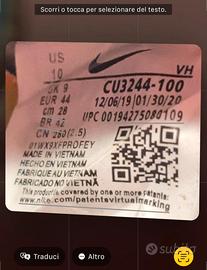 Scorri o tocca per selezionare del testo.
US
10
VH
UK 9
CU3244-100
EUR 44
12/06/19 01/30/20
cm 28
UPC 00194275080109
BR 42
CN 280(2.5)
01WX9XFPROFEY
MADE IN VIETNAM
HECHO EN VIETNAM
FABRIQUÉ AU VIETNAM
FABRICADO NO VIETNÃ
This product is covered by one or more Patents:
www.nike.com/patentsvirtualmarking
Traduci
Altro
subito